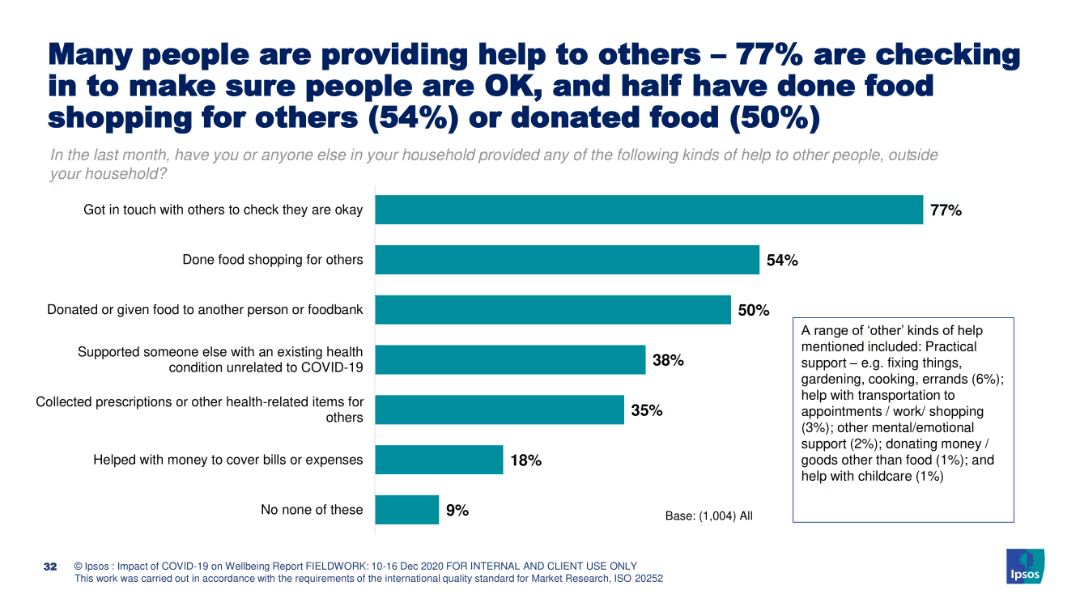 Many people are providing help to others – 77% are checking
in to make sure people are OK, and half have done food
shopping for others (54%) or donated food (50%)
In the last month, have you or anyone else in your household provided any of the following kinds of help to other people, outside
your household?
Got in touch with others to check they are okay
77%
Done food shopping for others
54%
Donated or given food to another person or foodbank
50%
Supported someone else with an existing health
condition unrelated to COVID-19
38%
Collected prescriptions or other health-related items for
others
35%
Helped with money to cover bills or expenses
18%
No none of these
9%
Base: (1,004) All
A range of ‘other’ kinds of help
mentioned included: Practical
support – e.g. fixing things,
gardening, cooking, errands (6%);
help with transportation to
appointments / work/ shopping
(3%); other mental/emotional
support (2%); donating money /
goods other than food (1%); and
help with childcare (1%)
32
© Ipsos : Impact of COVID-19 on Wellbeing Report FIELDWORK: 10-16 Dec 2020 FOR INTERNAL AND CLIENT USE ONLY
This work was carried out in accordance with the requirements of the international quality standard for Market Research, ISO 20252
Ipsos